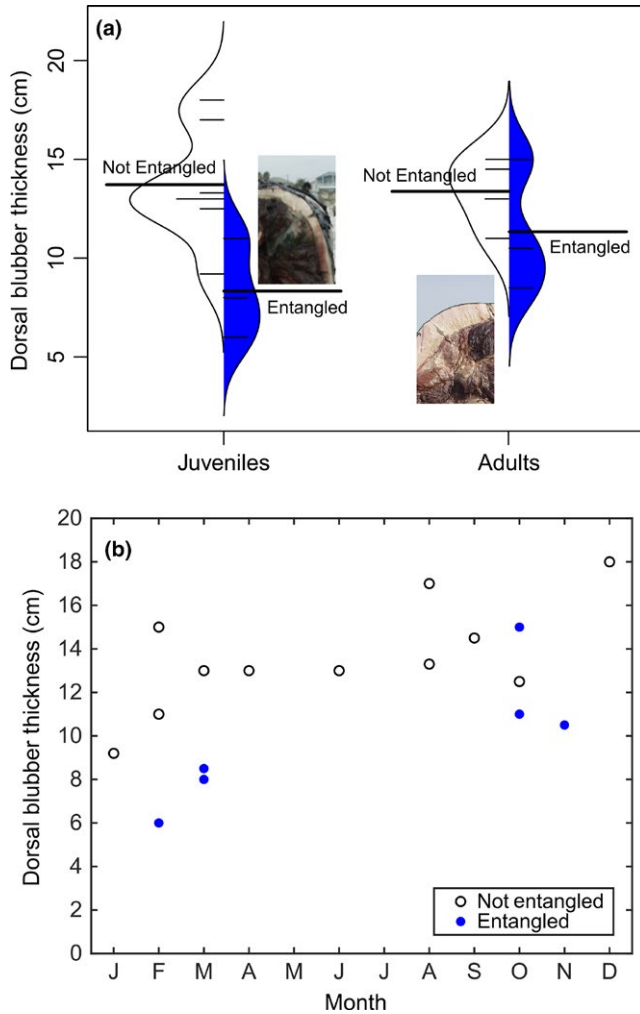 (a)
Dorsal blubber thickness (cm)
20
15
10
5
Not Entangled
Entangled
Not Entangled
Entangled
Juveniles
Adults
(b)
Dorsal blubber thickness (cm)
20
18
16
14
12
10
8
6
4
2
0
Not entangled
Entangled
J F M A M J J A S O N D
Month